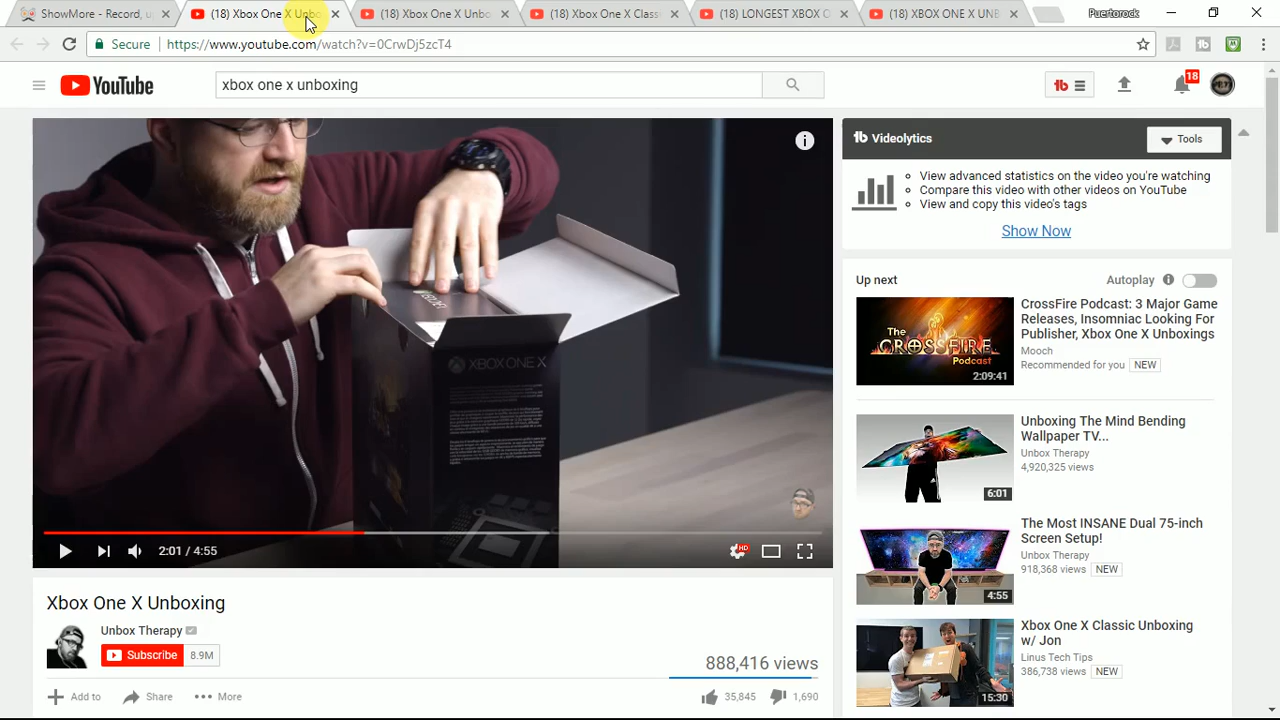 ShowMore - Record, u
(18) Xbox One X Unbo
(18) Xbox One X Unbo
(18) Xbox One X Class
(18) LONGEST XBOX O
(18) XBOX ONE X UNB
Puertorock
Secure
https://www.youtube.com/watch?v=0CrwDj5zcT4
YouTube
xbox one x unboxing
18
XBOX ONE X
2:01 / 4:55
HD
Xbox One X Unboxing
Unbox Therapy
Subscribe 8.9M
888,416 views
Add to
Share
More
35,845
1,690
Videolytics
Tools
View advanced statistics on the video you're watching
Compare this video with other videos on YouTube
View and copy this video's tags
Show Now
Up next
Autoplay
The
CROSSFIRE
Podcast
2:09:41
CrossFire Podcast: 3 Major Game
Releases, Insomniac Looking For
Publisher, Xbox One X Unboxings
Mooch
Recommended for you NEW
6:01
Unboxing The Mind Bending
Wallpaper TV...
Unbox Therapy
4,920,325 views
4:55
The Most INSANE Dual 75-inch
Screen Setup!
Unbox Therapy
918,368 views NEW
15:30
Xbox One X Classic Unboxing
w/ Jon
Linus Tech Tips
386,738 views NEW